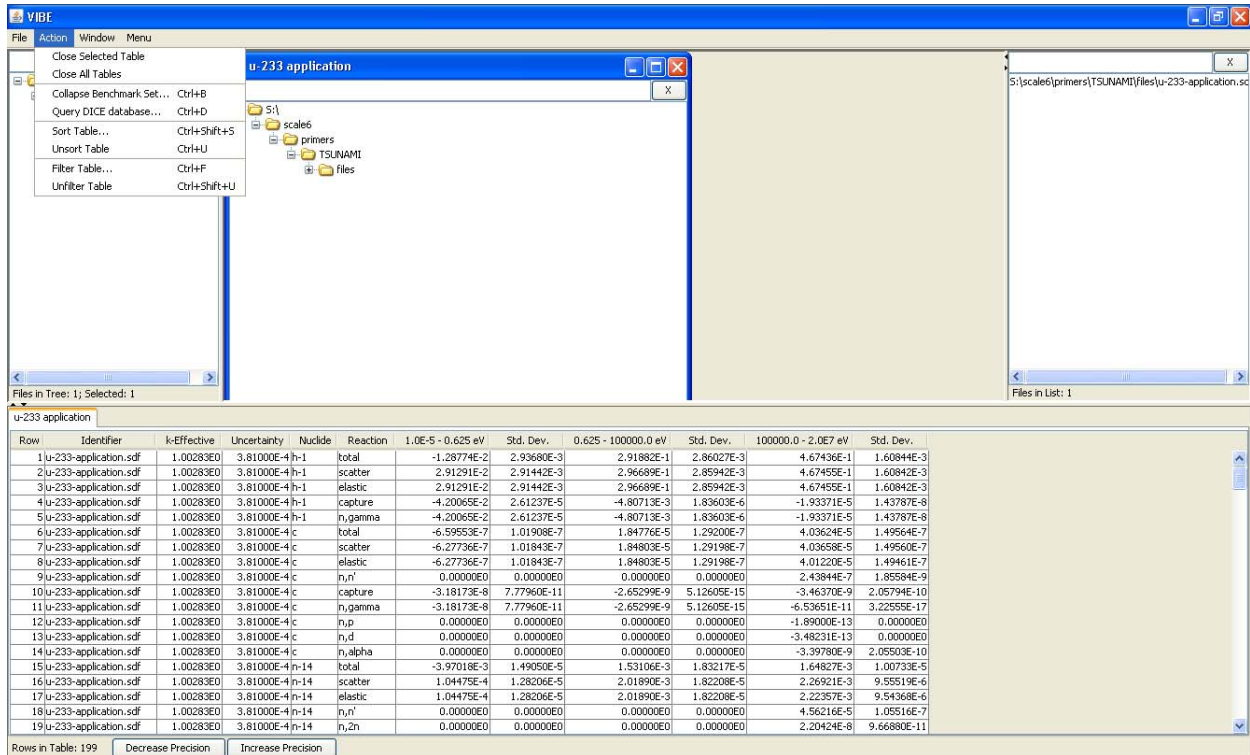 VIBE
File Action Window Menu
Close Selected Table
Close All Tables
Collapse Benchmark Set... Ctrl+B
Query DICE database... Ctrl+D
Sort Table... Ctrl+Shift+S
Unsort Table Ctrl+U
Filter Table... Ctrl+F
Unfilter Table Ctrl+Shift+U
u-233 application
X
S:\
scale6
primers
TSUNAMI
files
X
S:\scale6\primers\TSUNAMI\files\u-233-application.sc
Files in Tree: 1; Selected: 1
Files in List: 1
u-233 application
Row Identifier k-Effective Uncertainty Nuclide Reaction 1.0E-5 - 0.625 eV Std. Dev. 0.625 - 100000.0 eV Std. Dev. 100000.0 - 2.0E7 eV Std. Dev.
1 u-233-application.sdf 1.00283E0 3.81000E-4 h-1 total -1.28774E-2 2.93680E-3 2.91882E-1 2.86027E-3 4.67436E-1 1.60844E-3
2 u-233-application.sdf 1.00283E0 3.81000E-4 h-1 scatter 2.91291E-2 2.91442E-3 2.96689E-1 2.85942E-3 4.67455E-1 1.60842E-3
3 u-233-application.sdf 1.00283E0 3.81000E-4 h-1 elastic 2.91291E-2 2.91442E-3 2.96689E-1 2.85942E-3 4.67455E-1 1.60842E-3
4 u-233-application.sdf 1.00283E0 3.81000E-4 h-1 capture -4.20065E-2 2.61237E-5 -4.80713E-3 1.83603E-6 -1.93371E-5 1.43787E-8
5 u-233-application.sdf 1.00283E0 3.81000E-4 h-1 n,gamma -4.20065E-2 2.61237E-5 -4.80713E-3 1.83603E-6 -1.93371E-5 1.43787E-8
6 u-233-application.sdf 1.00283E0 3.81000E-4 c total -6.59553E-7 1.01908E-7 1.84776E-5 1.29200E-7 4.03624E-5 1.49564E-7
7 u-233-application.sdf 1.00283E0 3.81000E-4 c scatter -6.27736E-7 1.01843E-7 1.84803E-5 1.29198E-7 4.03658E-5 1.49560E-7
8 u-233-application.sdf 1.00283E0 3.81000E-4 c elastic -6.27736E-7 1.01843E-7 1.84803E-5 1.29198E-7 4.01220E-5 1.49461E-7
9 u-233-application.sdf 1.00283E0 3.81000E-4 c n,n' 0.00000E0 0.00000E0 0.00000E0 0.00000E0 2.43844E-7 1.85584E-9
10 u-233-application.sdf 1.00283E0 3.81000E-4 c capture -3.18173E-8 7.77960E-11 -2.65299E-9 5.12605E-15 -3.46370E-9 2.05794E-10
11 u-233-application.sdf 1.00283E0 3.81000E-4 c n,gamma -3.18173E-8 7.77960E-11 -2.65299E-9 5.12605E-15 -6.53651E-11 3.22555E-17
12 u-233-application.sdf 1.00283E0 3.81000E-4 c n,p 0.00000E0 0.00000E0 0.00000E0 0.00000E0 -1.89000E-13 0.00000E0
13 u-233-application.sdf 1.00283E0 3.81000E-4 c n,d 0.00000E0 0.00000E0 0.00000E0 0.00000E0 -3.48231E-13 0.00000E0
14 u-233-application.sdf 1.00283E0 3.81000E-4 c n,alpha 0.00000E0 0.00000E0 0.00000E0 0.00000E0 -3.39780E-9 2.05503E-10
15 u-233-application.sdf 1.00283E0 3.81000E-4 n-14 total -3.97018E-3 1.49050E-5 1.53106E-3 1.83217E-5 1.64827E-3 1.00733E-5
16 u-233-application.sdf 1.00283E0 3.81000E-4 n-14 scatter 1.04475E-4 1.28206E-5 2.01890E-3 1.82208E-5 2.26921E-3 9.55519E-6
17 u-233-application.sdf 1.00283E0 3.81000E-4 n-14 elastic 1.04475E-4 1.28206E-5 2.01890E-3 1.82208E-5 2.22357E-3 9.54368E-6
18 u-233-application.sdf 1.00283E0 3.81000E-4 n-14 n,n' 0.00000E0 0.00000E0 0.00000E0 0.00000E0 4.56216E-5 1.05516E-7
19 u-233-application.sdf 1.00283E0 3.81000E-4 n-14 n,2n 0.00000E0 0.00000E0 0.00000E0 0.00000E0 2.20424E-8 9.66880E-11
Rows in Table: 199 Decrease Precision Increase Precision